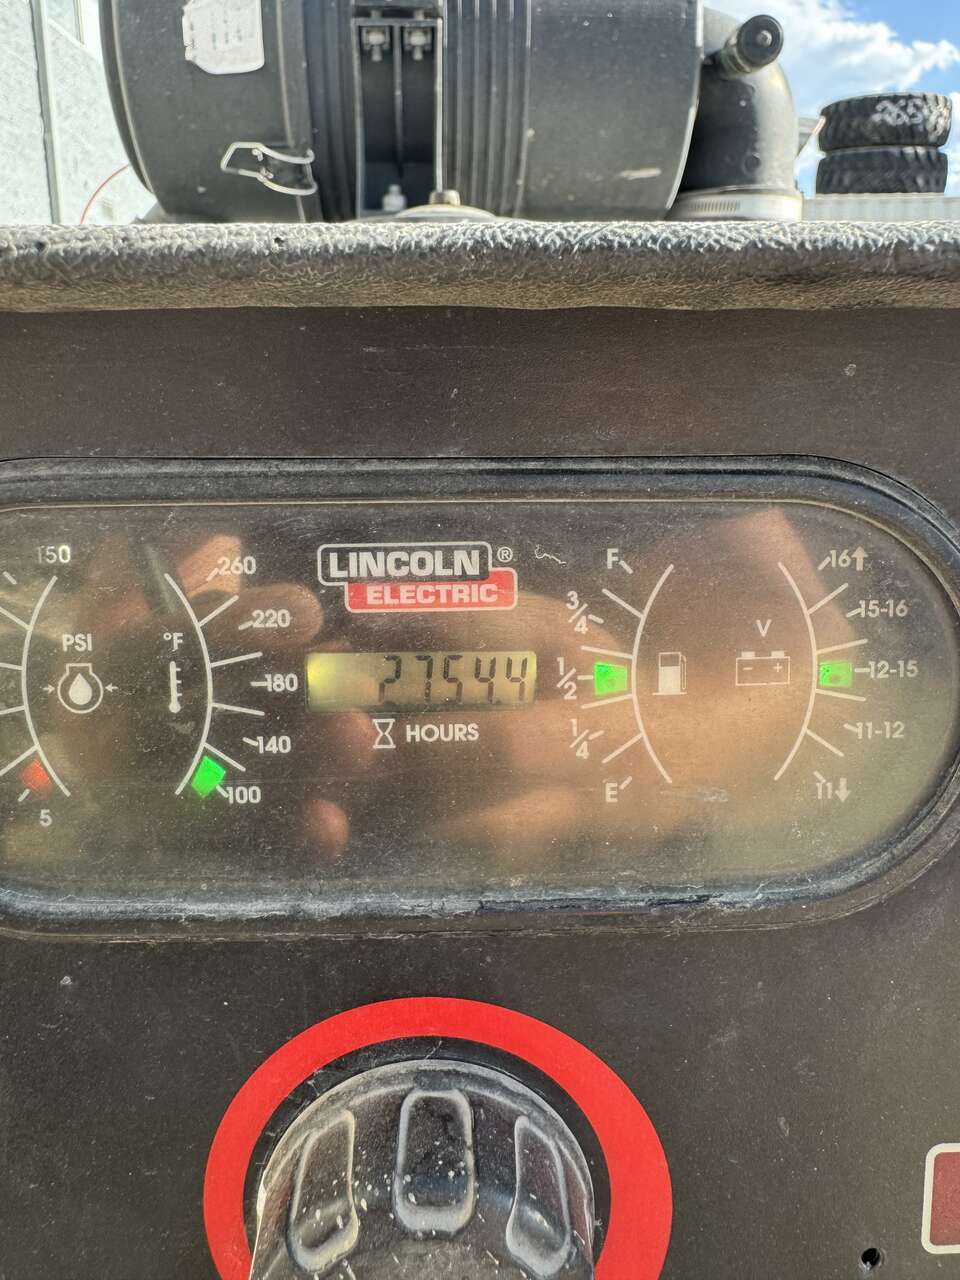 LINCOLN®
ELECTRIC
2754.4
HOURS
150
PSI
5
°F
260
220
180
140
100
F
3/4
1/2
1/4
E
V
16↑
15-16
12-15
11-12
11↓
- +